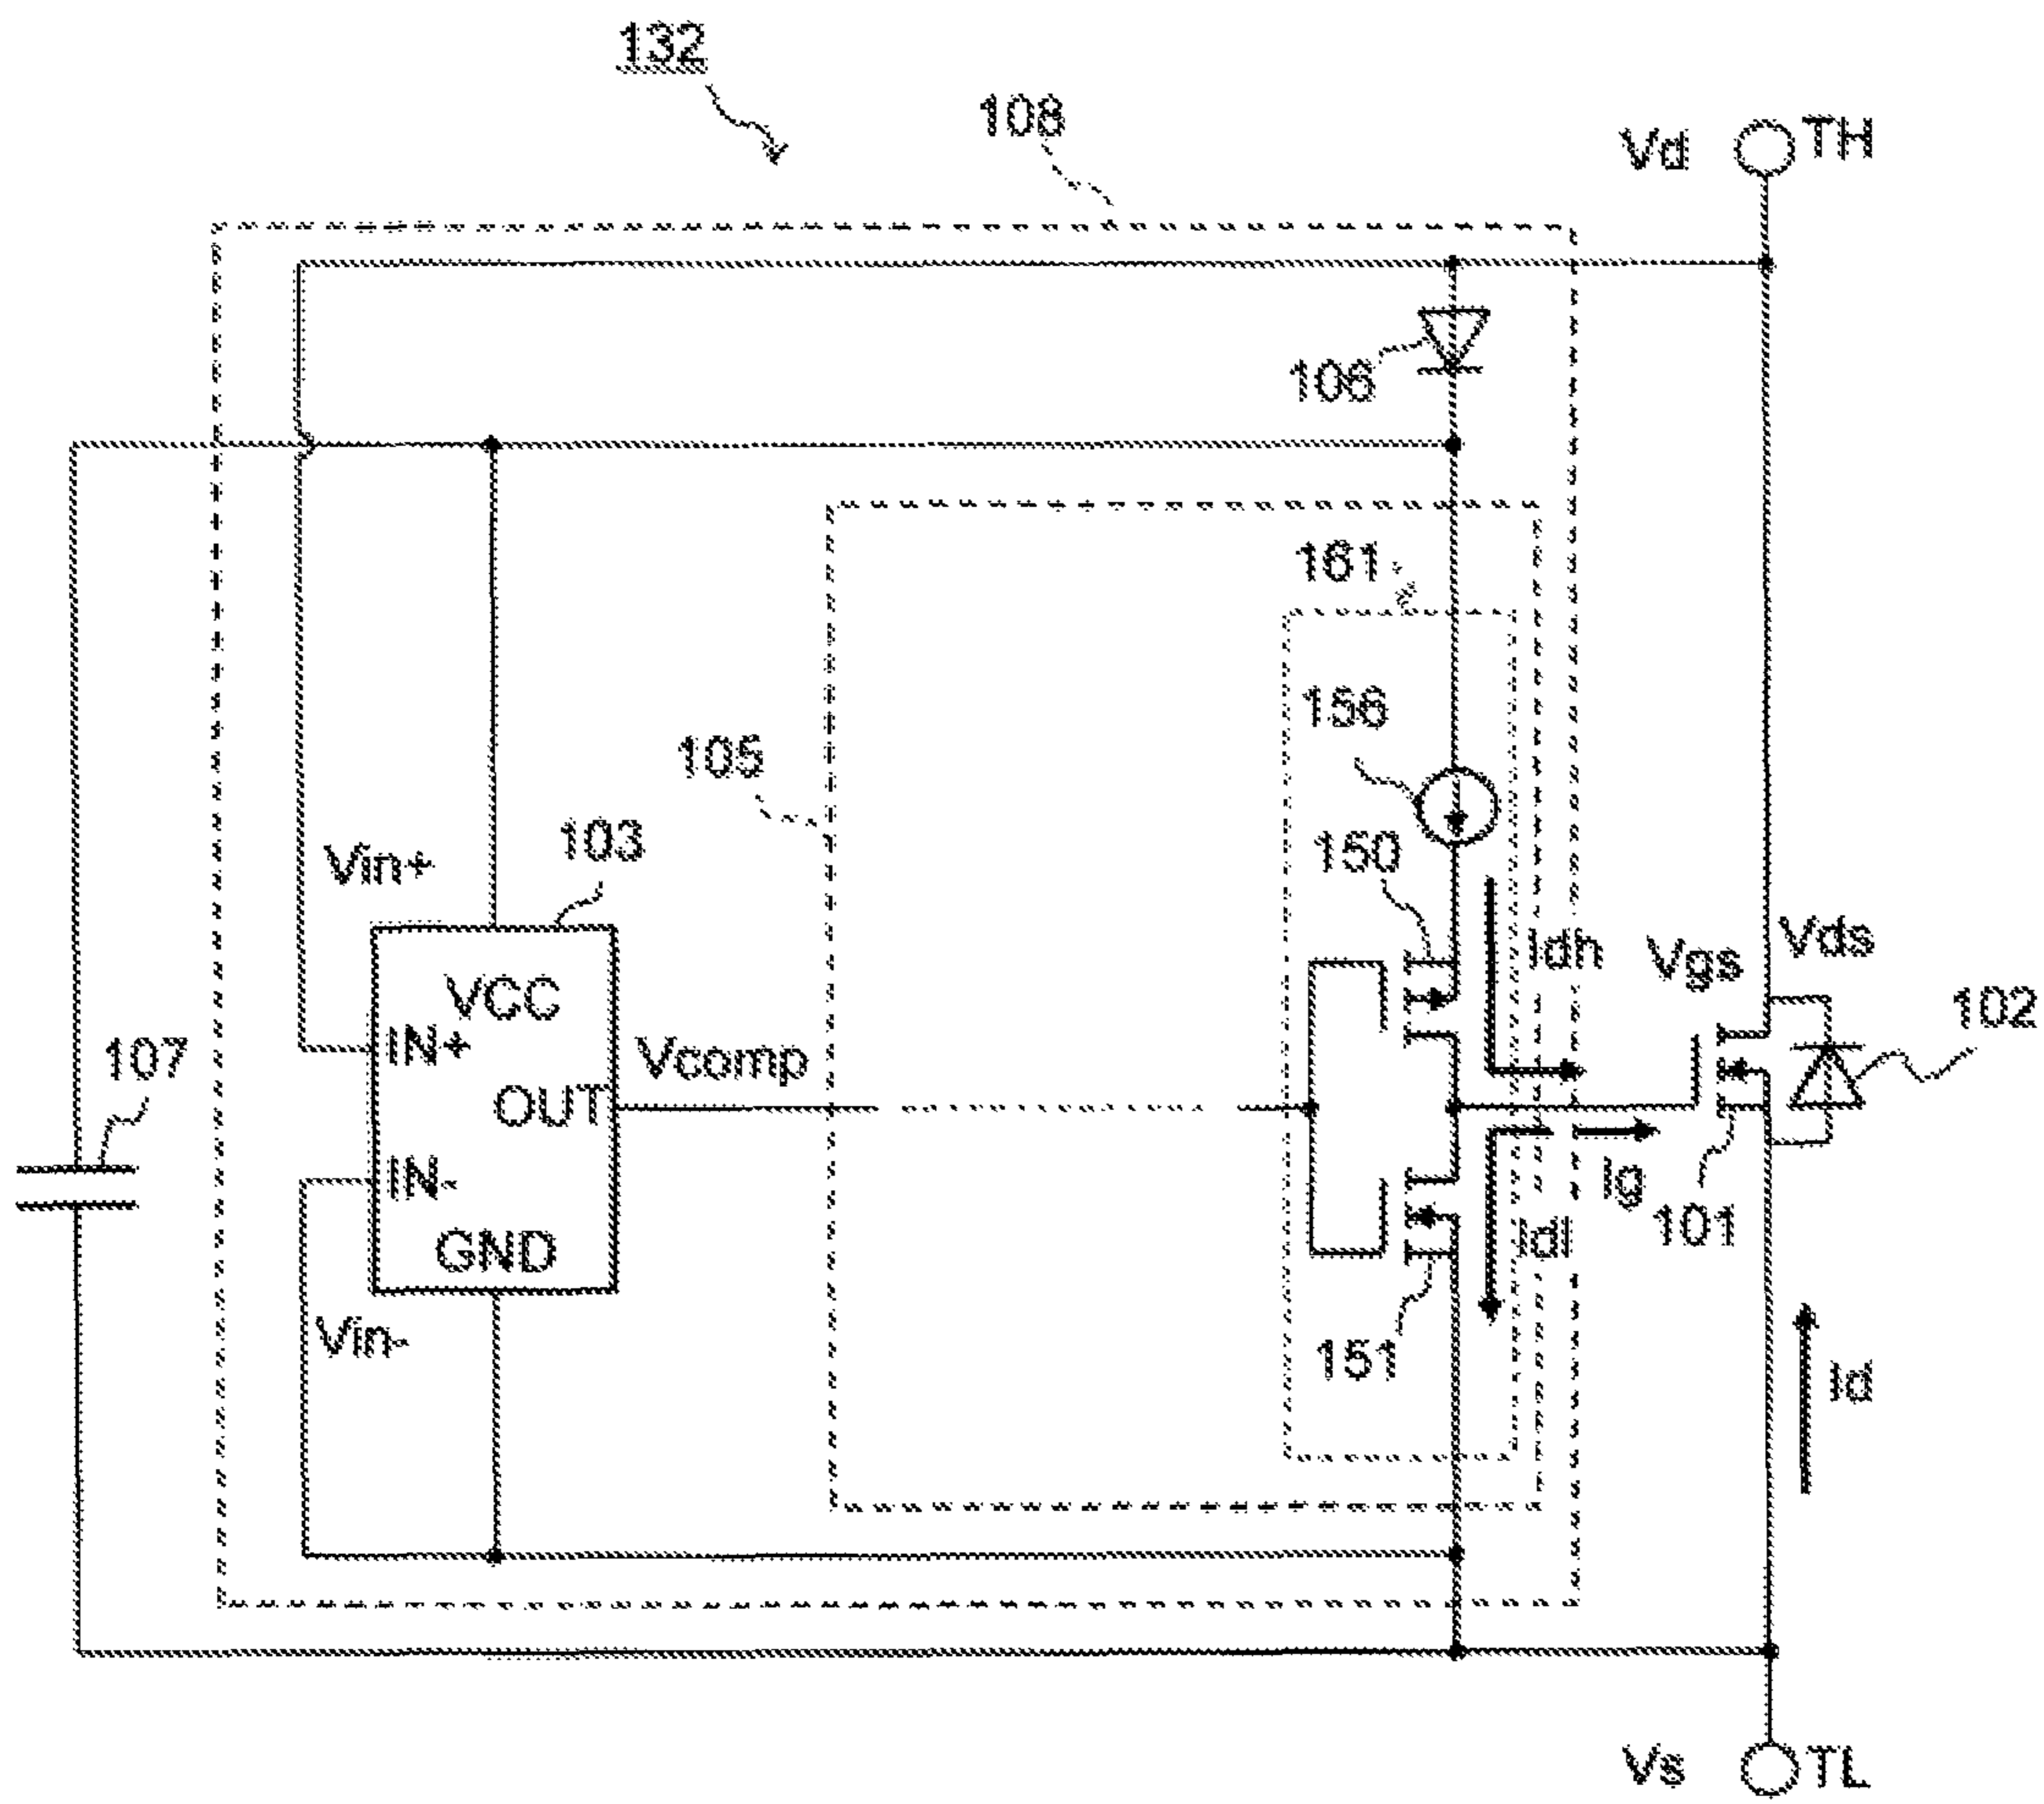 132
108
Vd
TH
106
161
156
105
103
150
Vin+
Idh
Vgs
Vds
VCC
102
IN+
107
Vcomp
OUT
IN-
Ig
101
GND
Idl
Vin-
151
Id
Vs
TL